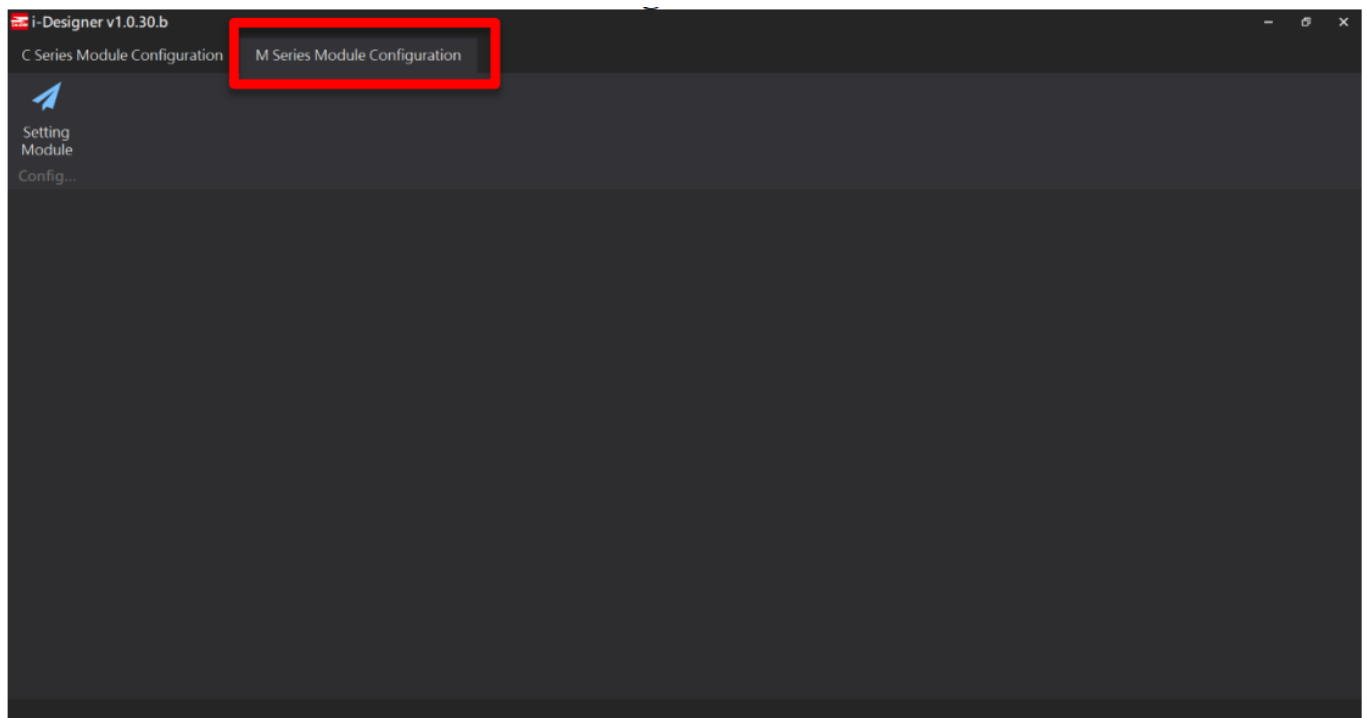 i-Designer v1.0.30.b
C Series Module Configuration M Series Module Configuration
Setting
Module
Config...